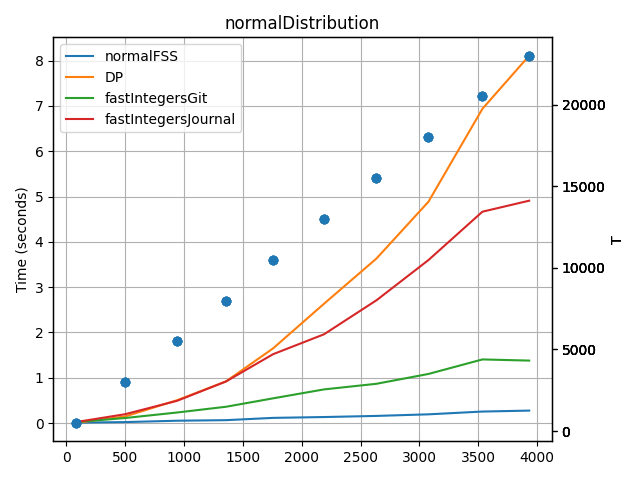 normalDistribution
normalFSS
DP
fastIntegersGit
fastIntegersJournal
Time (seconds)
8
7
6
5
4
3
2
1
0
0 500 1000 1500 2000 2500 3000 3500 4000
20000
15000
10000
5000
0
T